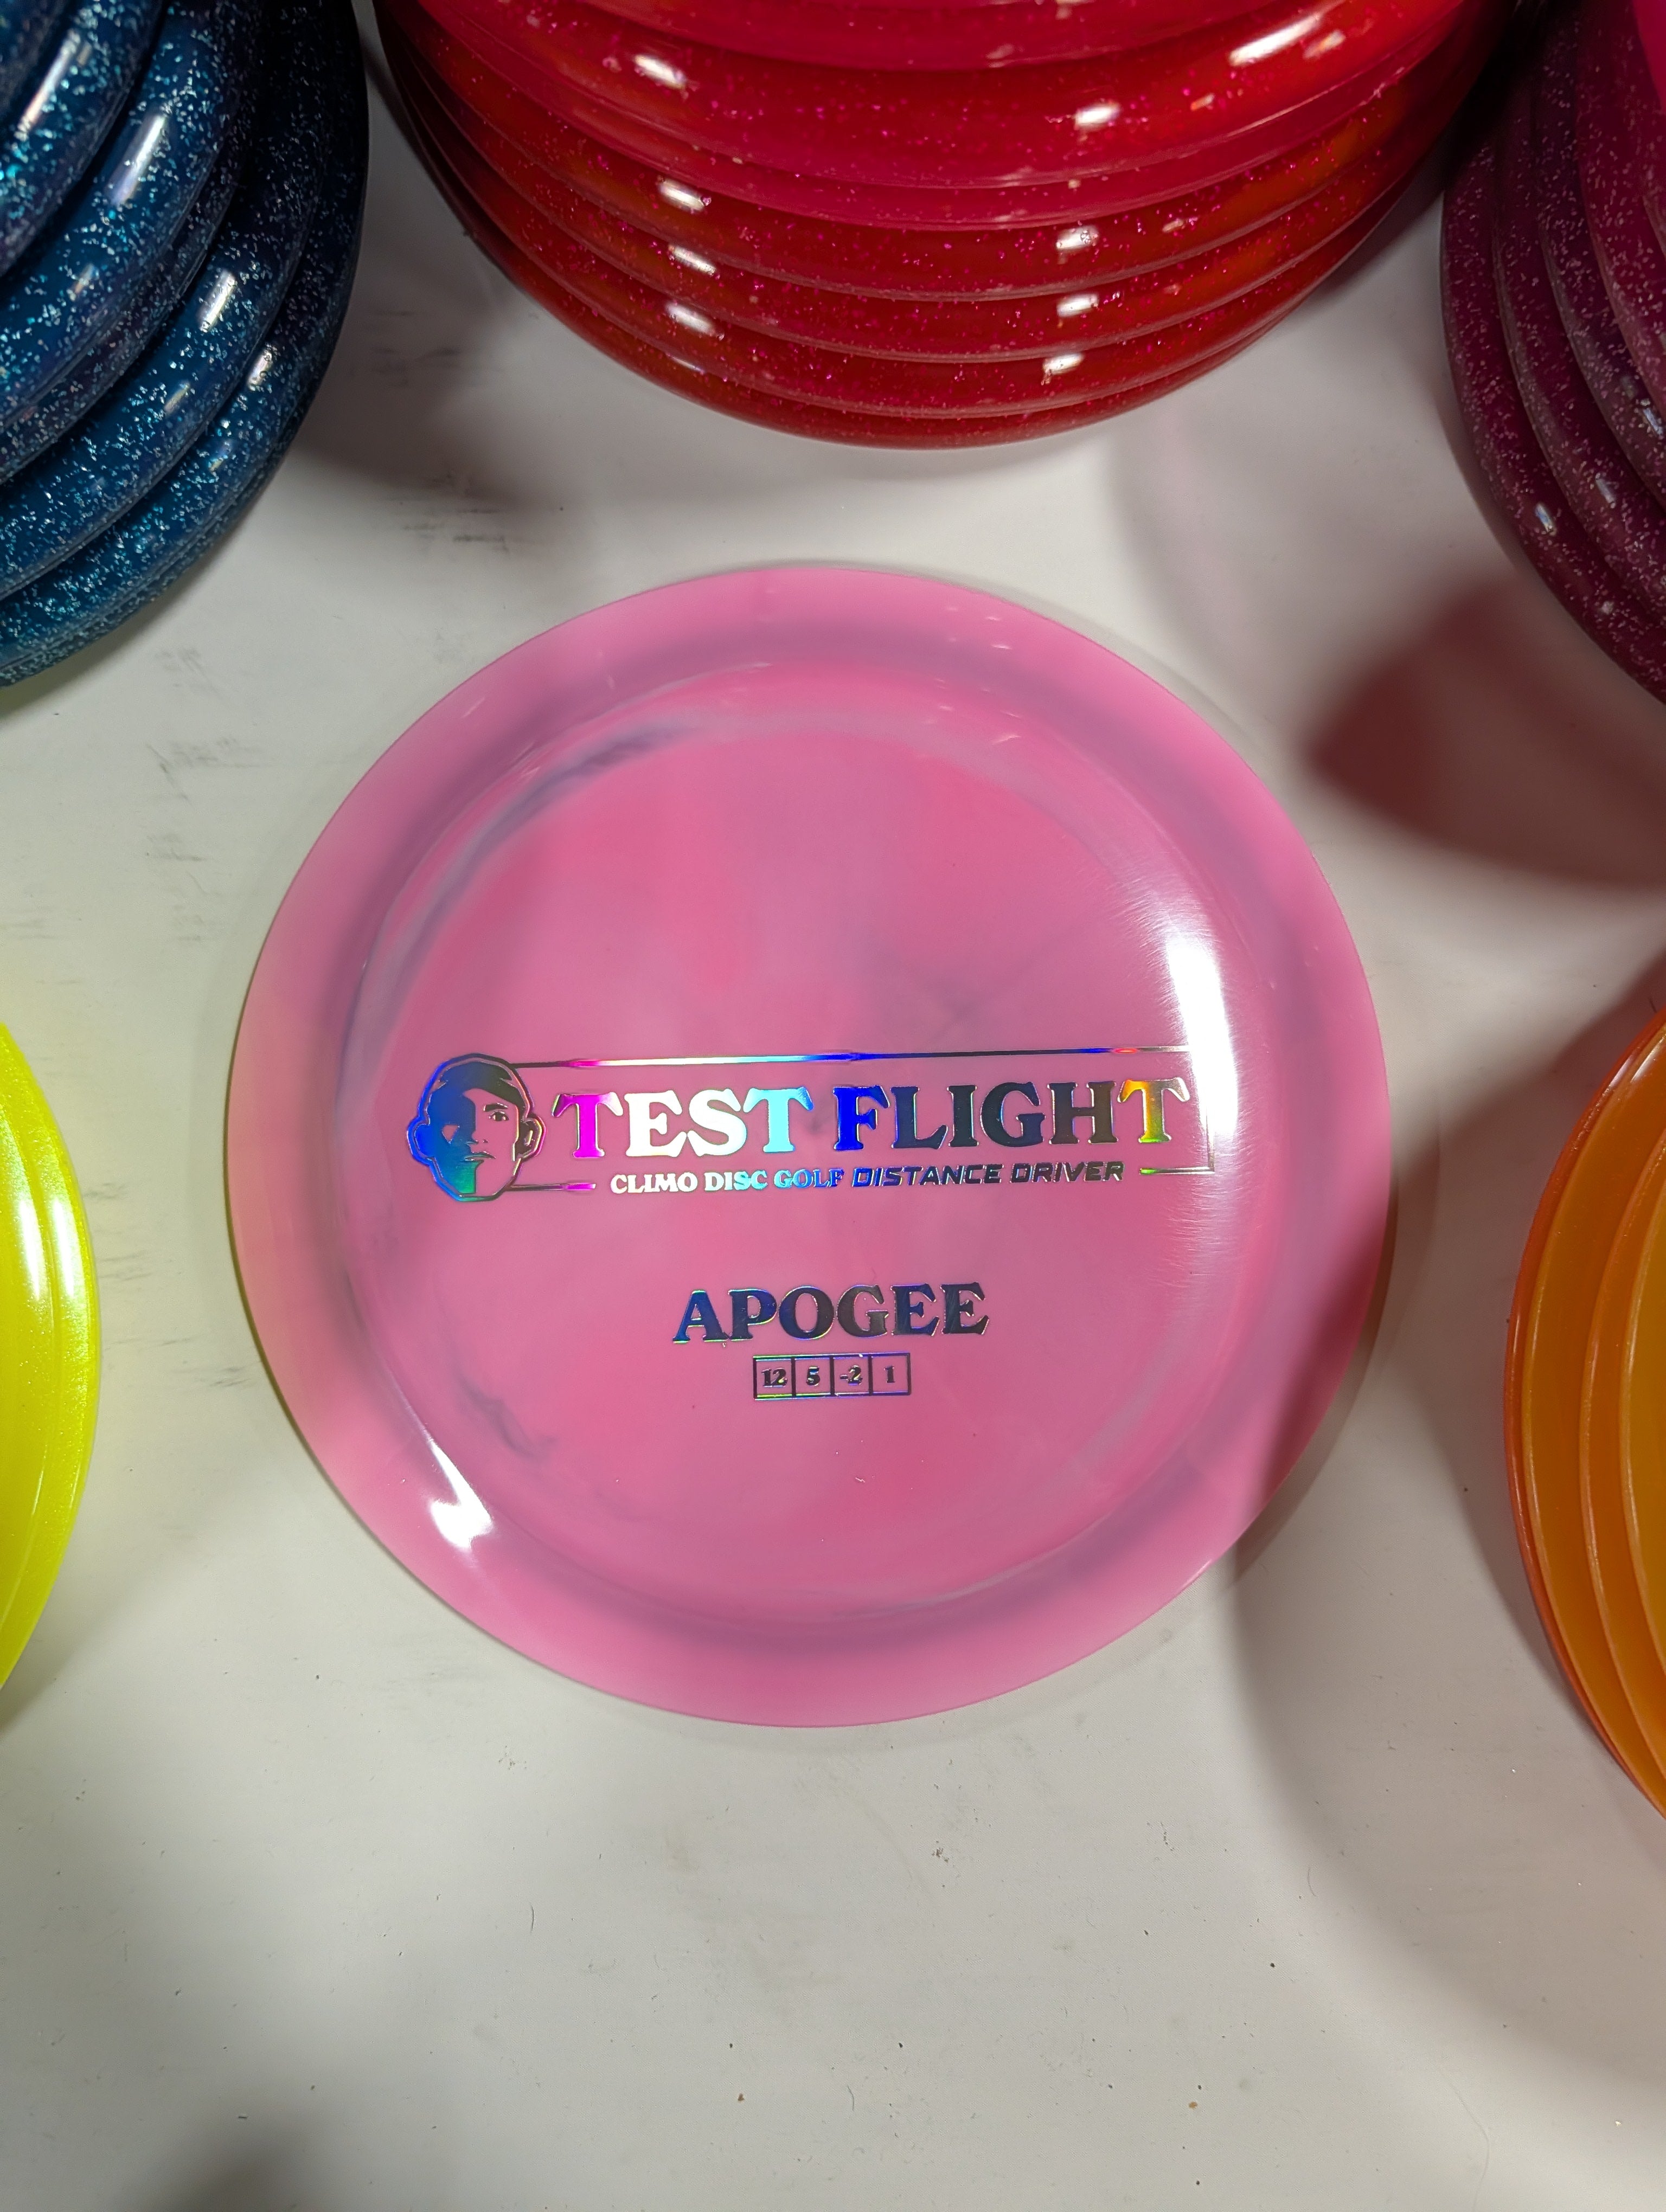 TEST FLIGHT
CLIMO DISC GOLF DISTANCE DRIVER
APOGEE
12 5 -2 1